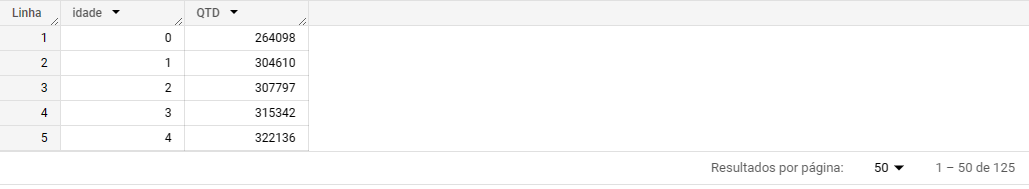 Linha idade QTD
1 0 264098
2 1 304610
3 2 307797
4 3 315342
5 4 322136
Resultados por página: 50 1 – 50 de 125